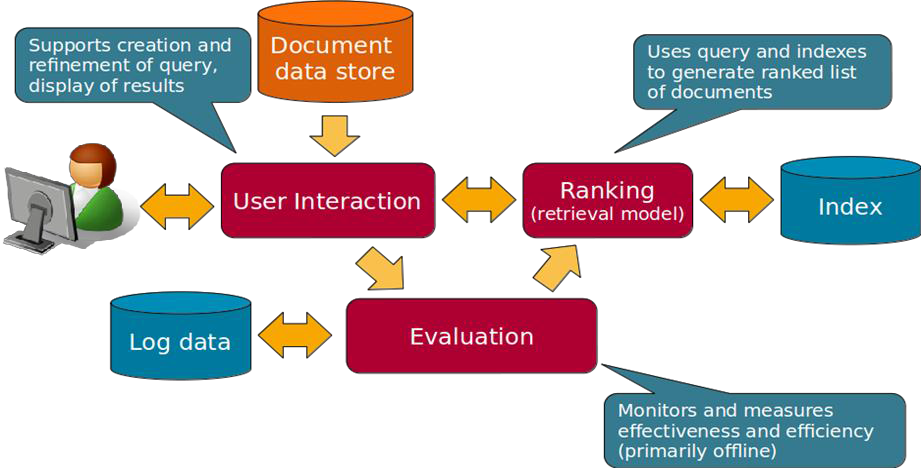 Supports creation and
refinement of query,
display of results
Document
data store
Uses query and indexes
to generate ranked list
of documents
User Interaction
Ranking
(retrieval model)
Index
Log data
Evaluation
Monitors and measures
effectiveness and efficiency
(primarily offline)